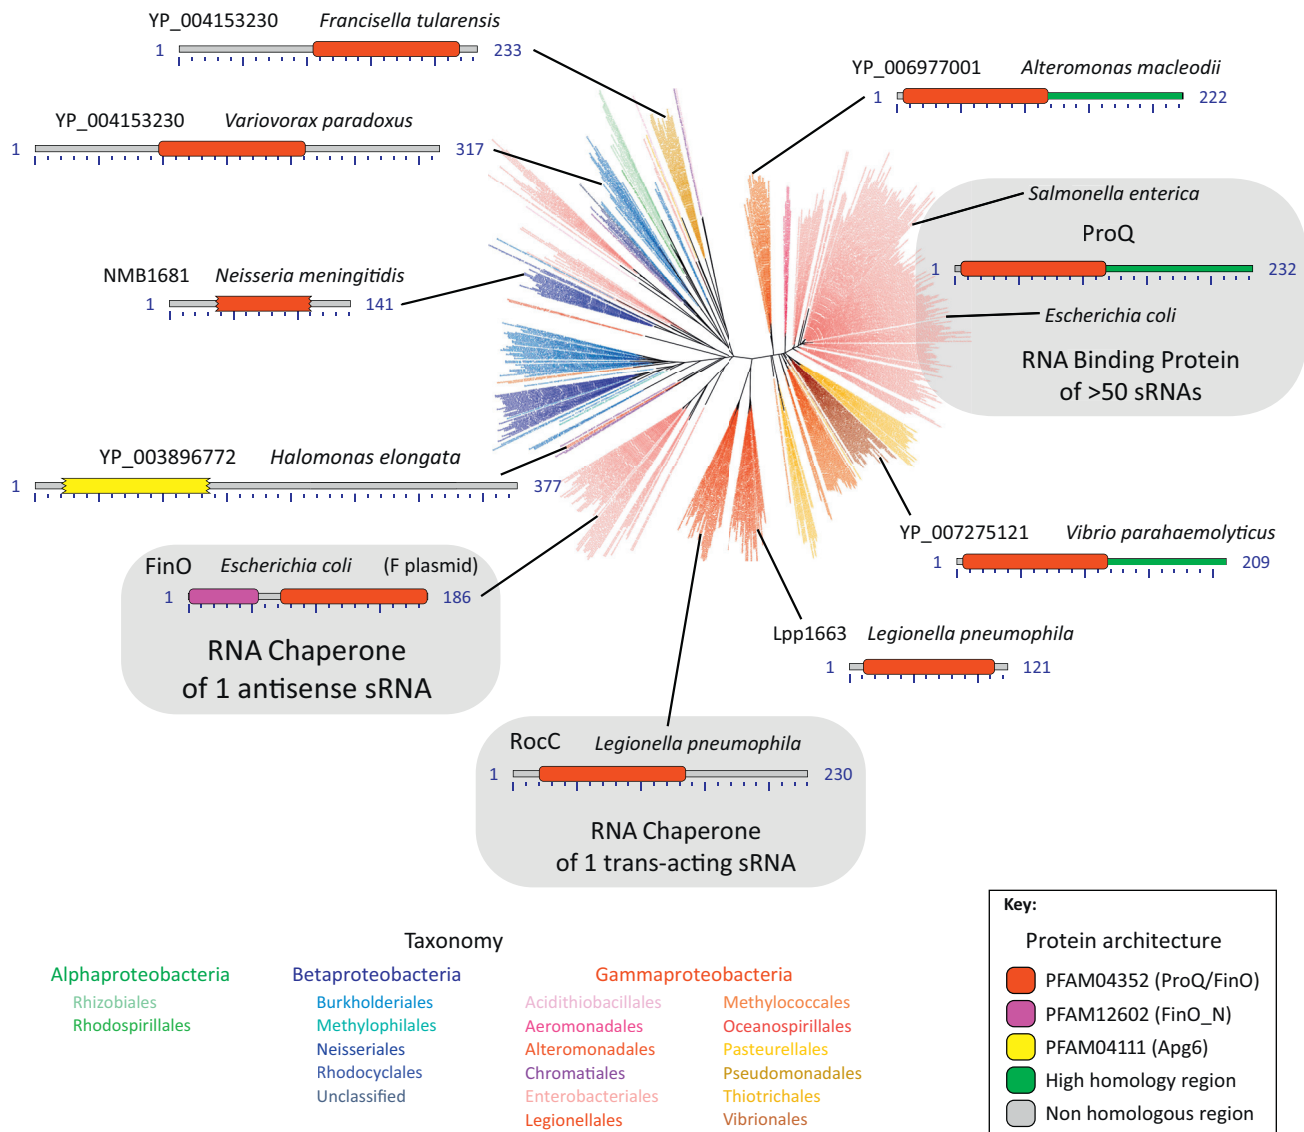 YP_004153230 Francisella tularensis
1 233
YP_006977001 Alteromonas macleodii
1 222
YP_004153230 Variovorax paradoxus
1 317
Salmonella enterica
ProQ
1 232
Escherichia coli
RNA Binding Protein
of >50 sRNAs
NMB1681 Neisseria meningitidis
1 141
YP_003896772 Halomonas elongata
1 377
YP_007275121 Vibrio parahaemolyticus
1 209
FinO Escherichia coli (F plasmid)
1 186
RNA Chaperone
of 1 antisense sRNA
Lpp1663 Legionella pneumophila
1 121
RocC Legionella pneumophila
1 230
RNA Chaperone
of 1 trans-acting sRNA
Taxonomy
Alphaproteobacteria
Rhizobiales
Rhodospirillales
Betaproteobacteria
Burkholderiales
Methylophilales
Neisseriales
Rhodocyclales
Unclassified
Gammaproteobacteria
Acidithiobacillales
Aeromonadales
Alteromonadales
Chromatiales
Enterobacteriales
Legionellales
Methylococcales
Oceanospirillales
Pasteurellales
Pseudomonadales
Thiotrichales
Vibrionales
Key:
Protein architecture
PFAM04352 (ProQ/FinO)
PFAM12602 (FinO_N)
PFAM04111 (Apg6)
High homology region
Non homologous region